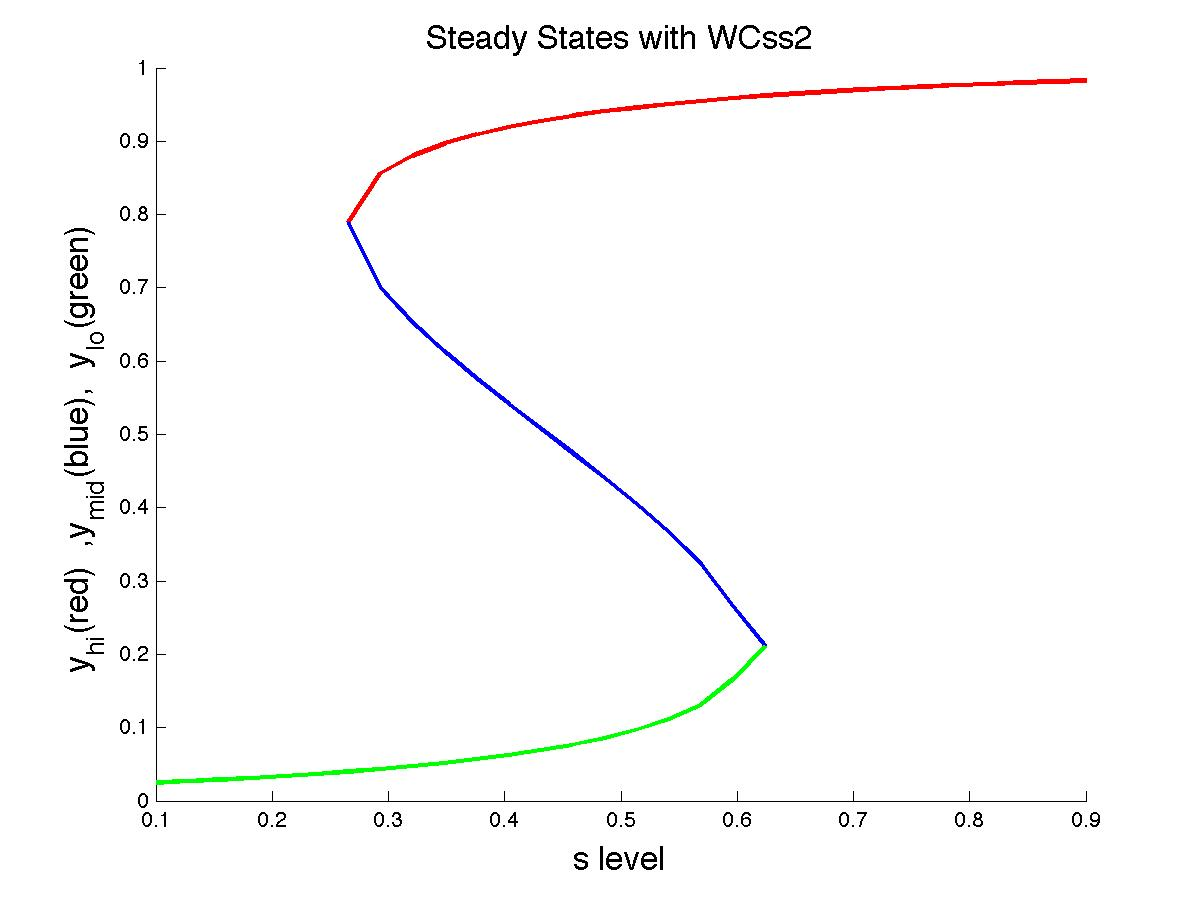 Steady States with WCss2
y_hi(red) ,y_mid(blue), y_lo(green)
1
0.9
0.8
0.7
0.6
0.5
0.4
0.3
0.2
0.1
0
0.1 0.2 0.3 0.4 0.5 0.6 0.7 0.8 0.9
s level